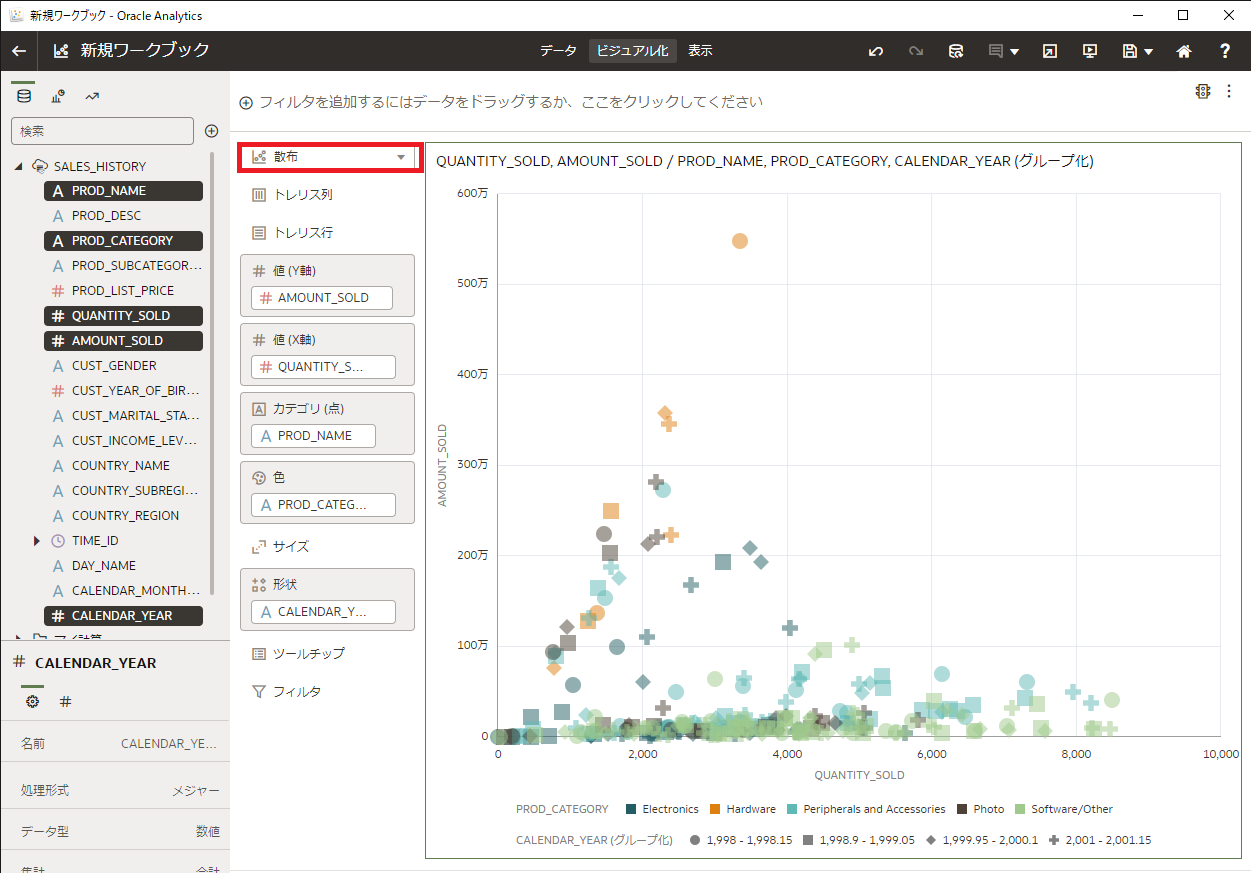 新規ワークブック - Oracle Analytics
新規ワークブック
データ ビジュアル化 表示
フィルタを追加するにはデータをドラッグするか、ここをクリックしてください
検索
SALES_HISTORY
A PROD_NAME
A PROD_DESC
A PROD_CATEGORY
A PROD_SUBCATEGOR...
# PROD_LIST_PRICE
# QUANTITY_SOLD
# AMOUNT_SOLD
A CUST_GENDER
# CUST_YEAR_OF_BIR...
A CUST_MARITAL_STA...
A CUST_INCOME_LEV...
A COUNTRY_NAME
A COUNTRY_SUBREGI...
A COUNTRY_REGION
TIME_ID
A DAY_NAME
A CALENDAR_MONTH...
# CALENDAR_YEAR
マイ計算
# CALENDAR_YEAR
#
名前 CALENDAR_YE...
処理形式 メジャー
データ型 数値
集計 合計
散布
トレリス列
トレリス行
# 値 (Y軸)
# AMOUNT_SOLD
# 値 (X軸)
# QUANTITY_S...
A カテゴリ (点)
A PROD_NAME
色
A PROD_CATEG...
サイズ
形状
A CALENDAR_Y...
ツールチップ
フィルタ
QUANTITY_SOLD, AMOUNT_SOLD / PROD_NAME, PROD_CATEGORY, CALENDAR_YEAR (グループ化)
600万
500万
400万
300万
200万
100万
0
AMOUNT_SOLD
0 2,000 4,000 6,000 8,000 10,000
QUANTITY_SOLD
PROD_CATEGORY Electronics Hardware Peripherals and Accessories Photo Software/Other
CALENDAR_YEAR (グループ化) 1,998 - 1,998.15 1,998.9 - 1,999.05 1,999.95 - 2,000.1 2,001 - 2,001.15